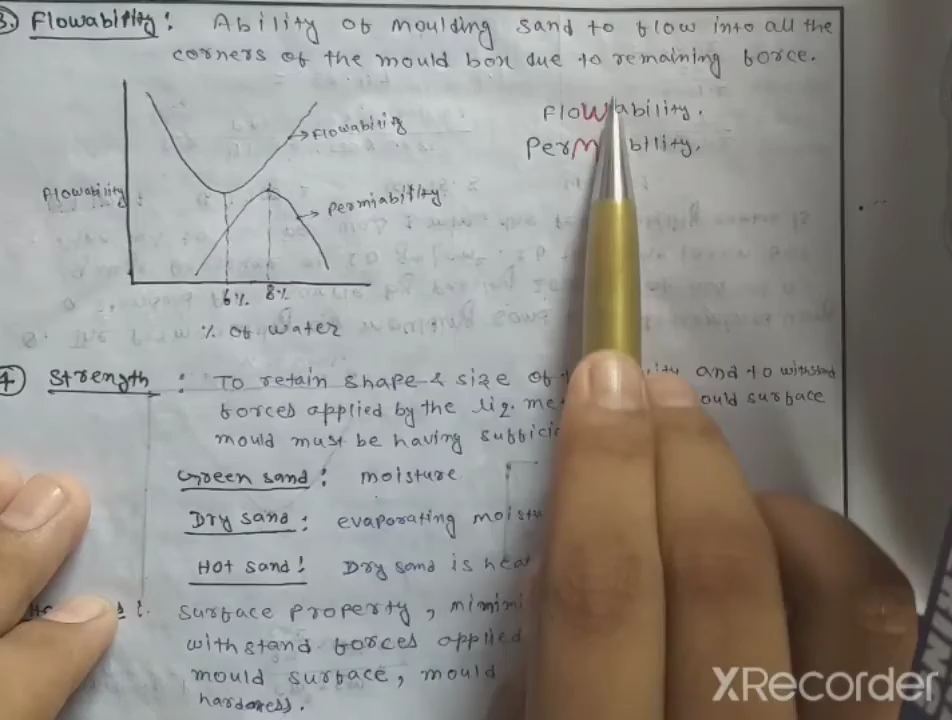 3. Flowability : Ability of moulding sand to flow into all the
corners of the mould box due to remaining force.
Flowability
Flowability.
Permiability
Perm bility.
Flowability
6% 8%
% of water
4. Strength : To retain shape & size of and to withstand
forces applied by the liq. ould surface
mould must be having
Green sand : moisture
Dry sand : evaporating
Hot sand : Dry sand is
surface property,
withstand forces applied
mould surface, mould
hardness).
XRecorder